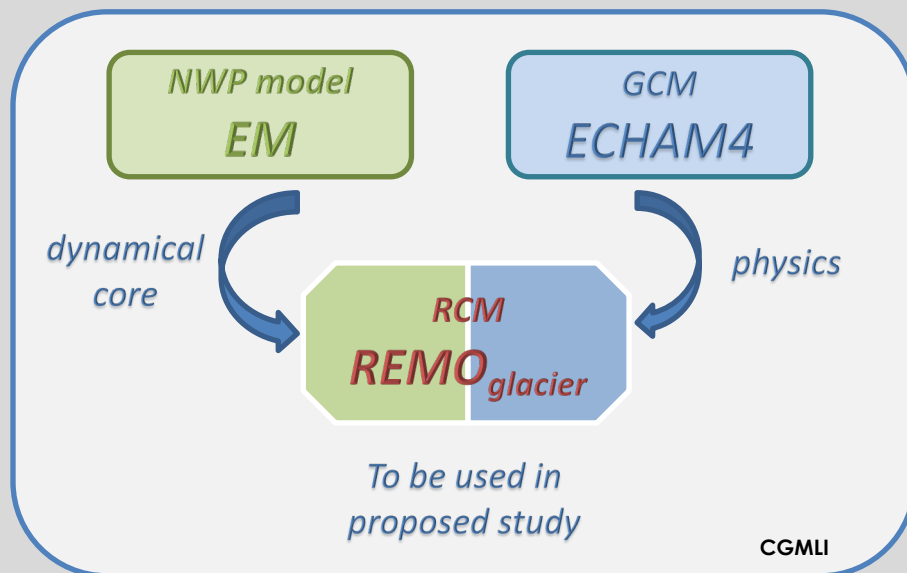 NWP model
EM
GCM
ECHAM4
dynamical
core
physics
RCM
REMO glacier
To be used in
proposed study
CGMLI